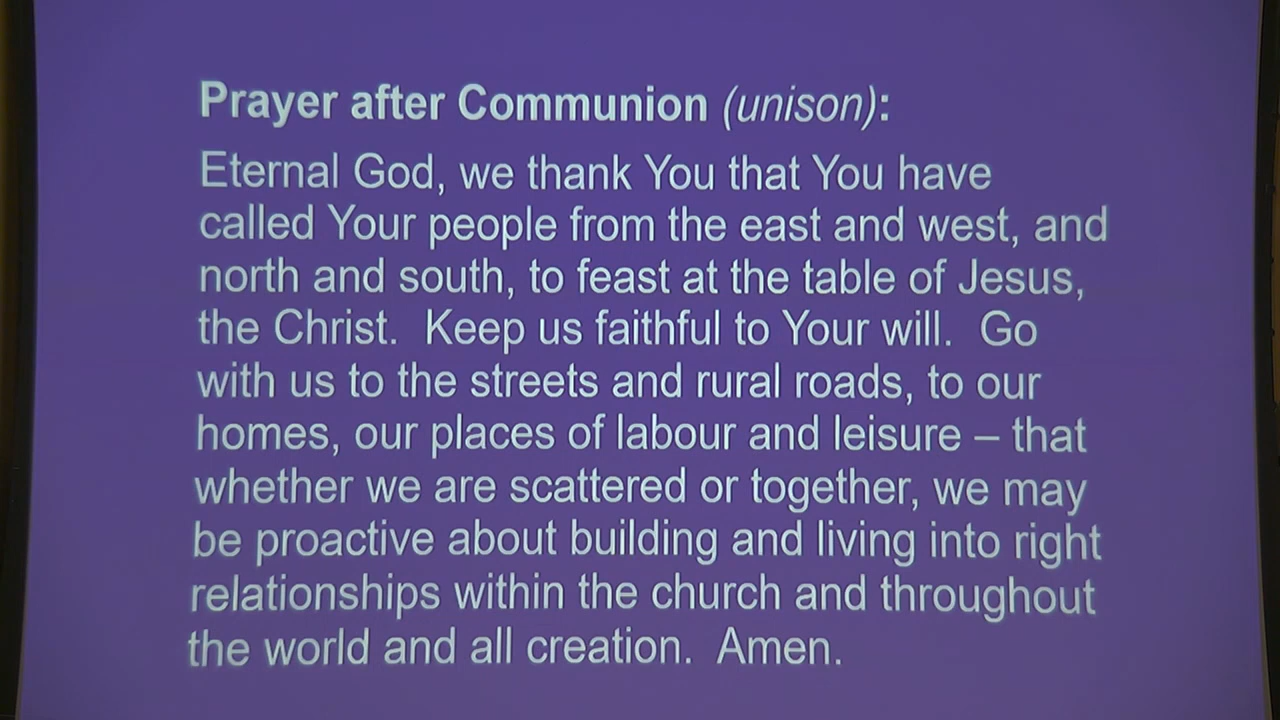 Prayer after Communion (unison):
Eternal God, we thank You that You have
called Your people from the east and west, and
north and south, to feast at the table of Jesus,
the Christ.  Keep us faithful to Your will.  Go
with us to the streets and rural roads, to our
homes, our places of labour and leisure – that
whether we are scattered or together, we may
be proactive about building and living into right
relationships within the church and throughout
the world and all creation.  Amen.